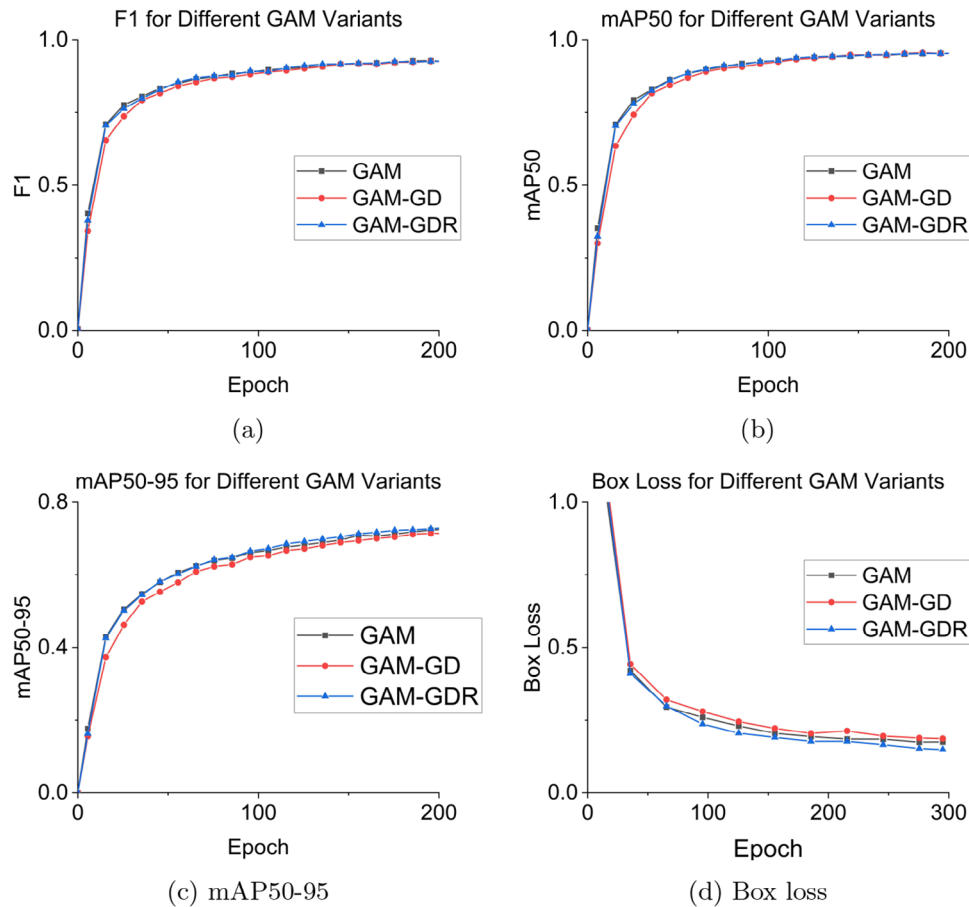 F1 for Different GAM Variants
1.0
0.5
0.0
F1
GAM
GAM-GD
GAM-GDR
0
100
200
Epoch
(a)
mAP50 for Different GAM Variants
1.0
0.5
0.0
mAP50
GAM
GAM-GD
GAM-GDR
0
100
200
Epoch
(b)
mAP50-95 for Different GAM Variants
0.8
0.4
0.0
mAP50-95
GAM
GAM-GD
GAM-GDR
0
100
200
Epoch
(c) mAP50-95
Box Loss for Different GAM Variants
1.0
0.5
0.0
Box Loss
GAM
GAM-GD
GAM-GDR
0
100
200
300
Epoch
(d) Box loss